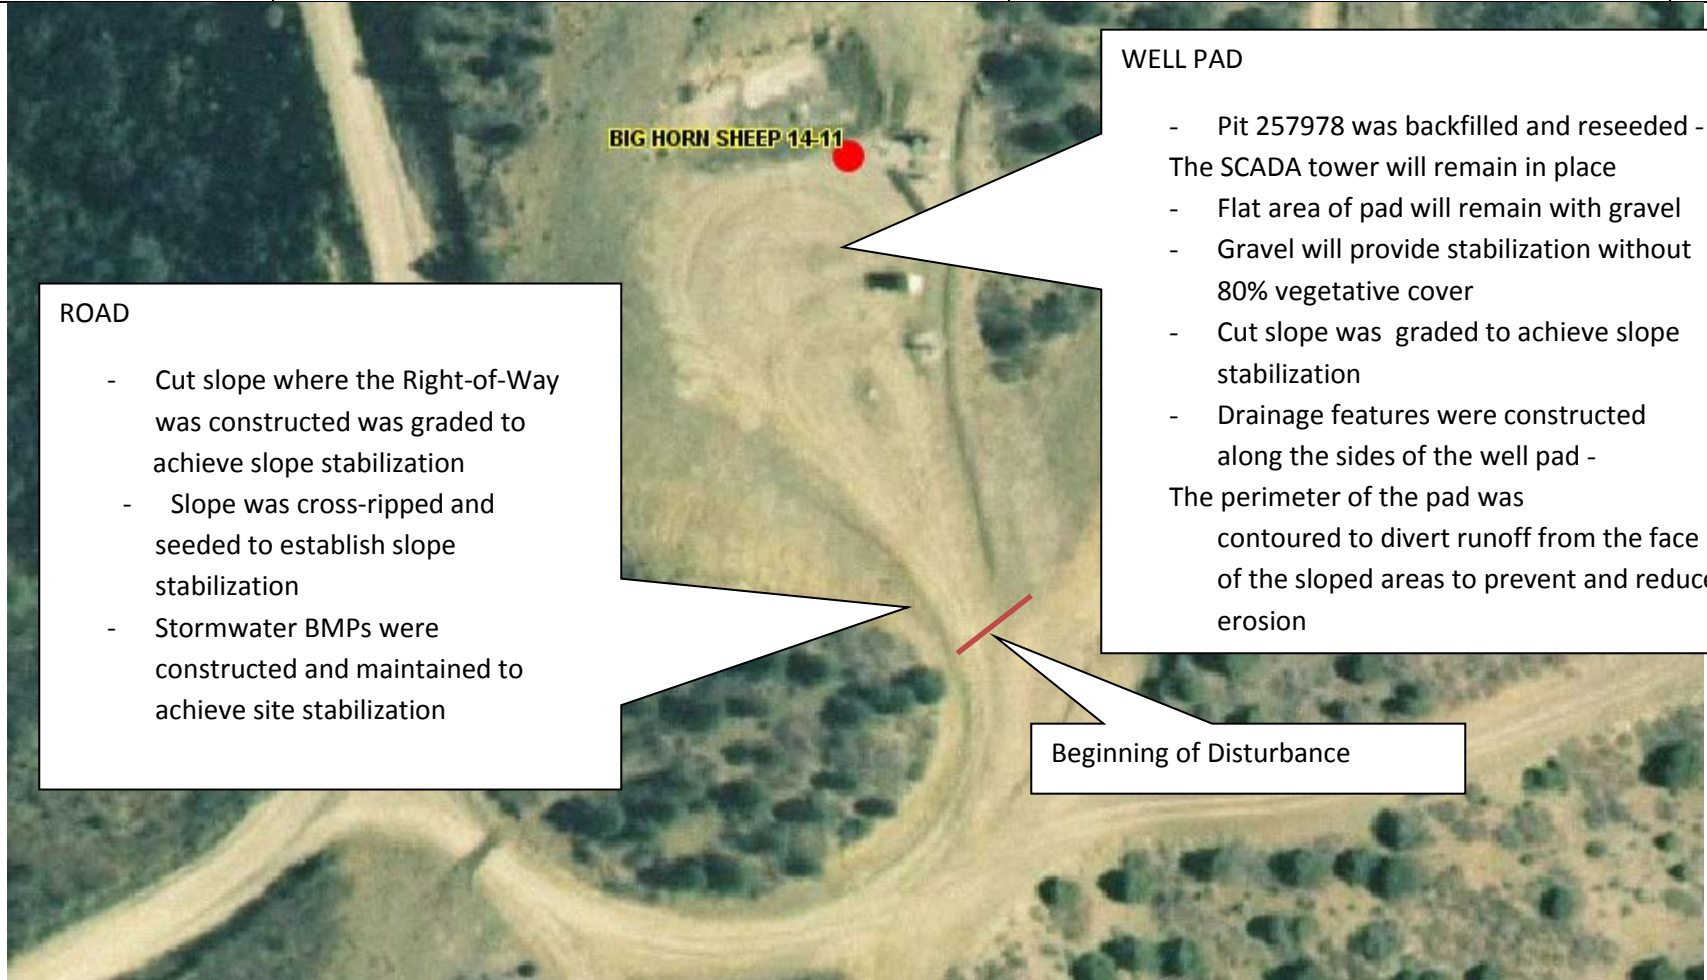 WELL PAD
- Pit 257978 was backfilled and reseeded -
The SCADA tower will remain in place
- Flat area of pad will remain with gravel
- Gravel will provide stabilization without
80% vegetative cover
- Cut slope was graded to achieve slope
stabilization
- Drainage features were constructed
along the sides of the well pad -
The perimeter of the pad was
contoured to divert runoff from the face
of the sloped areas to prevent and reduce
erosion
BIG HORN SHEEP 14-11
ROAD
- Cut slope where the Right-of-Way
was constructed was graded to
achieve slope stabilization
- Slope was cross-ripped and
seeded to establish slope
stabilization
- Stormwater BMPs were
constructed and maintained to
achieve site stabilization
Beginning of Disturbance